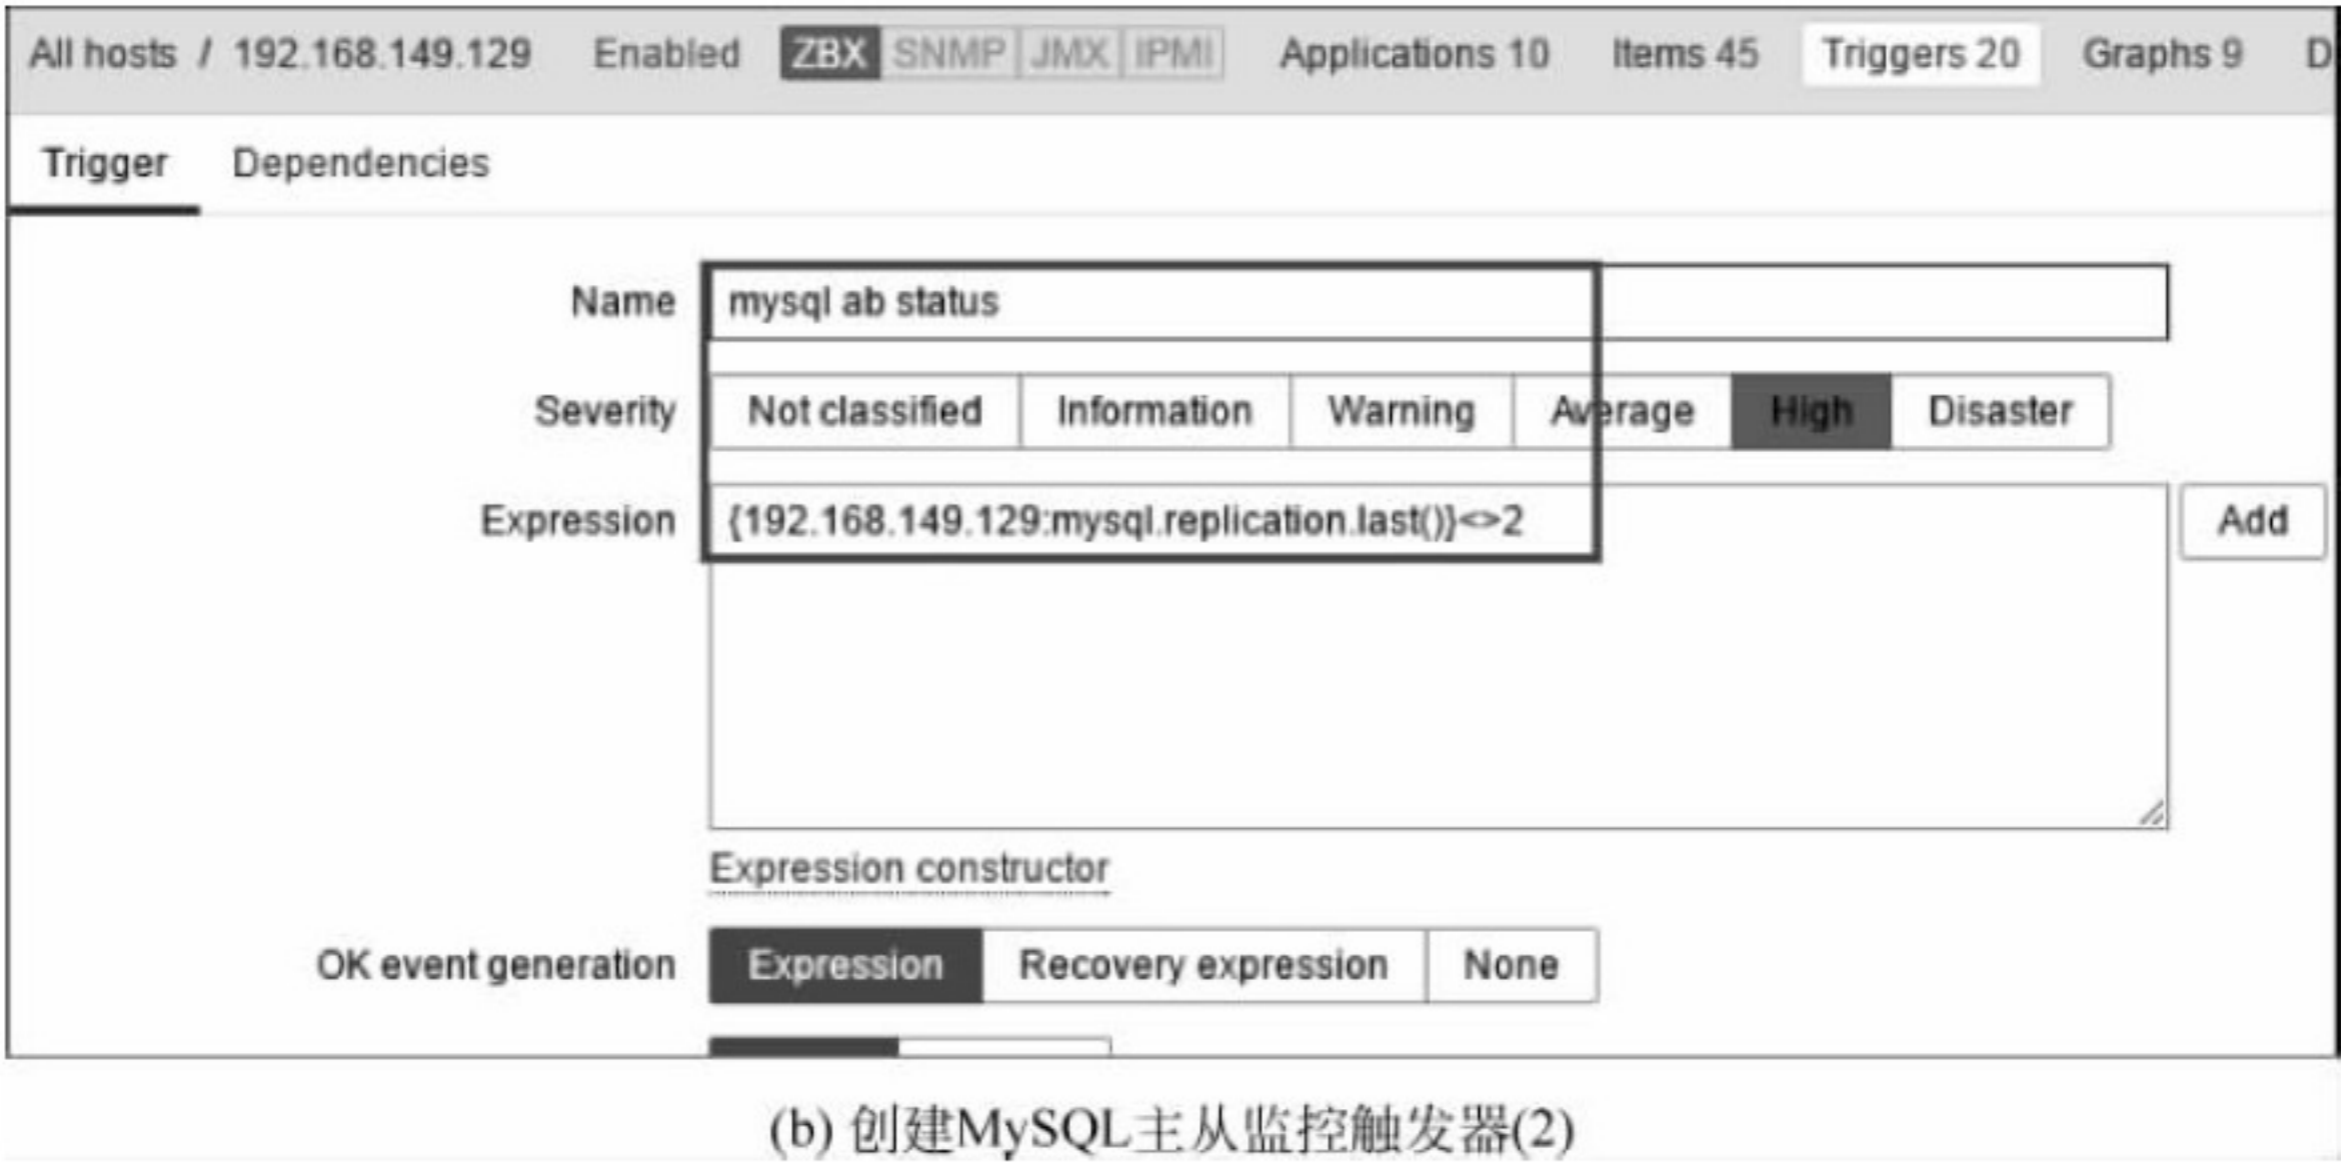 All hosts / 192.168.149.129 Enabled ZBX SNMP JMX IPMI Applications 10 Items 45 Triggers 20 Graphs 9 D
Trigger Dependencies
Name mysql ab status
Severity Not classified Information Warning Average High Disaster
Expression {192.168.149.129:mysql.replication.last()}<>2 Add
Expression constructor
OK event generation Expression Recovery expression None
(b) 创建MySQL主从监控触发器(2)